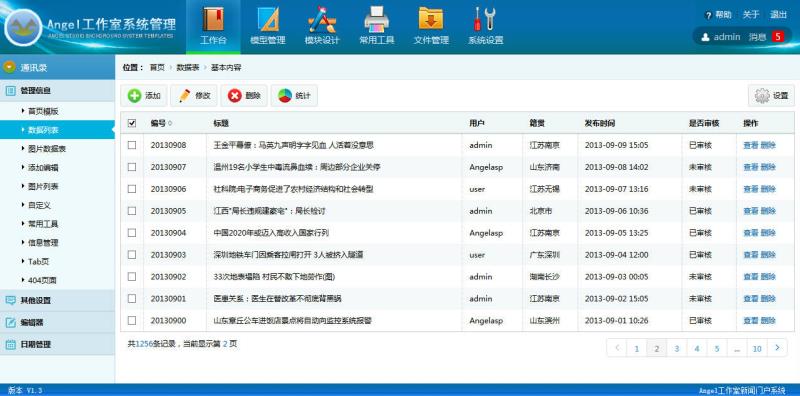 Angel工作室系统管理
ANGELSTUDIO BACKGROUND SYSTEM TEMPLATES
工作台 模型管理 模块设计 常用工具 文件管理 系统设置
帮助 关于 退出
admin 消息 5
通讯录
位置： 首页 › 数据表 › 基本内容
管理信息
首页模版
数据列表
图片数据表
添加编辑
图片列表
自定义
常用工具
信息管理
Tab页
404页面
其他设置
编辑器
日期管理
添加 修改 删除 统计 设置
编号 标题 用户 籍贯 发布时间 是否审核 操作
20130908 王金平幕僚：马英九声明字字见血 人活着没意思 admin 江苏南京 2013-09-09 15:05 已审核 查看 删除
20130907 温州19名小学生中毒流鼻血续：周边部分企业关停 Angelasp 山东济南 2013-09-08 14:02 未审核 查看 删除
20130906 社科院:电子商务促进了农村经济结构和社会转型 user 江苏无锡 2013-09-07 13:16 未审核 查看 删除
20130905 江西"局长违规建豪宅"：局长检讨 admin 北京市 2013-09-06 10:36 已审核 查看 删除
20130904 中国2020年或迈入高收入国家行列 Angelasp 江苏南京 2013-09-05 13:25 已审核 查看 删除
20130903 深圳地铁车门因乘客拉闸打开 3人被挤入隧道 user 广东深圳 2013-09-04 12:00 已审核 查看 删除
20130902 33次地表塌陷 村民不敢下地劳作(图) admin 湖南长沙 2013-09-03 00:05 未审核 查看 删除
20130901 医患关系：医生在替改革不彻底背黑锅 admin 江苏南京 2013-09-02 15:05 未审核 查看 删除
20130900 山东章丘公车进饭店景点将自动向监控系统报警 Angelasp 山东滨州 2013-09-01 10:26 已审核 查看 删除
共1256条记录，当前显示第 2 页
1 2 3 4 5 ... 10
版本 V1.3
Angel工作室新闻门户系统